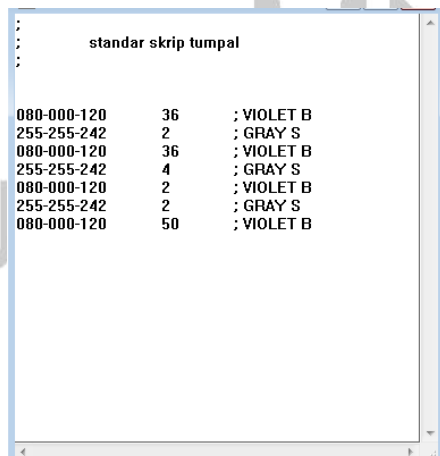 ;
; standar skrip tumpal
;
080-000-120 36 ; VIOLET B
255-255-242 2 ; GRAY S
080-000-120 36 ; VIOLET B
255-255-242 4 ; GRAY S
080-000-120 2 ; VIOLET B
255-255-242 2 ; GRAY S
080-000-120 50 ; VIOLET B